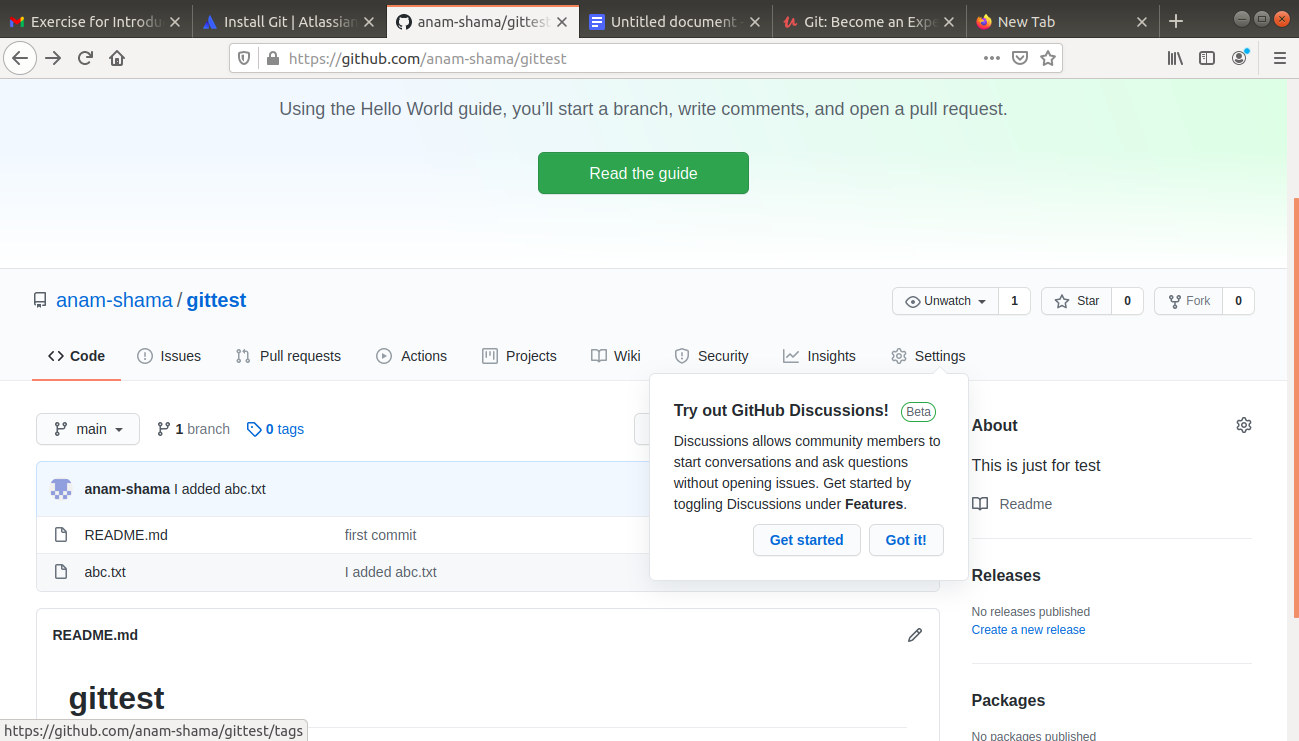 Exercise for Introdu
Install Git | Atlassian
anam-shama/gittest
Untitled document -
Git: Become an Expe
New Tab
https://github.com/anam-shama/gittest
Using the Hello World guide, you’ll start a branch, write comments, and open a pull request.
Read the guide
anam-shama / gittest
Unwatch 1 Star 0 Fork 0
Code Issues Pull requests Actions Projects Wiki Security Insights Settings
main 1 branch 0 tags
anam-shama I added abc.txt
README.md first commit
abc.txt I added abc.txt
Try out GitHub Discussions! Beta
Discussions allows community members to
start conversations and ask questions
without opening issues. Get started by
toggling Discussions under Features.
Get started Got it!
About
This is just for test
Readme
Releases
No releases published
Create a new release
Packages
No packages published
README.md
gittest
https://github.com/anam-shama/gittest/tags